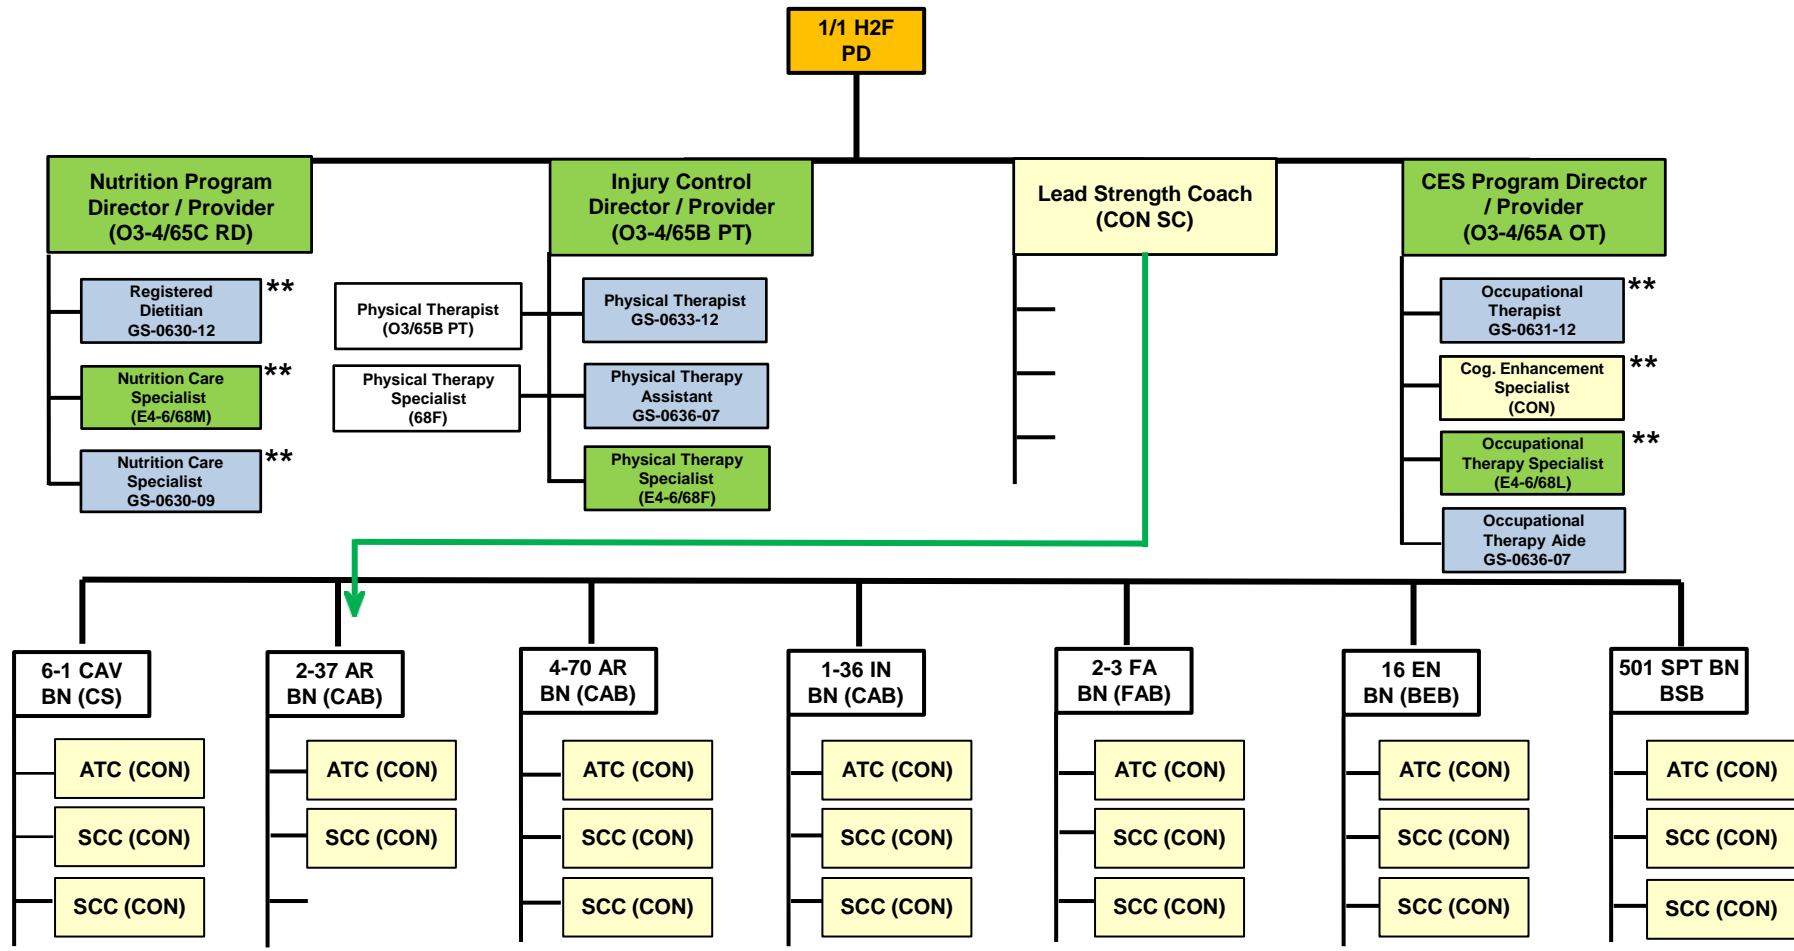 1/1 H2F
PD
Nutrition Program
Director / Provider
(O3-4/65C RD)
Injury Control
Director / Provider
(O3-4/65B PT)
Lead Strength Coach
(CON SC)
CES Program Director
/ Provider
(O3-4/65A OT)
Registered
Dietitian
GS-0630-12
**
Nutrition Care
Specialist
(E4-6/68M)
**
Nutrition Care
Specialist
GS-0630-09
**
Physical Therapist
(O3/65B PT)
Physical Therapy
Specialist
(68F)
Physical Therapist
GS-0633-12
Physical Therapy
Assistant
GS-0636-07
Physical Therapy
Specialist
(E4-6/68F)
Occupational
Therapist
GS-0631-12
**
Cog. Enhancement
Specialist
(CON)
**
Occupational
Therapy Specialist
(E4-6/68L)
**
Occupational
Therapy Aide
GS-0636-07
6-1 CAV
BN (CS)
ATC (CON)
SCC (CON)
SCC (CON)
2-37 AR
BN (CAB)
ATC (CON)
SCC (CON)
4-70 AR
BN (CAB)
ATC (CON)
SCC (CON)
SCC (CON)
1-36 IN
BN (CAB)
ATC (CON)
SCC (CON)
SCC (CON)
2-3 FA
BN (FAB)
ATC (CON)
SCC (CON)
SCC (CON)
16 EN
BN (BEB)
ATC (CON)
SCC (CON)
SCC (CON)
501 SPT BN
BSB
ATC (CON)
SCC (CON)
SCC (CON)